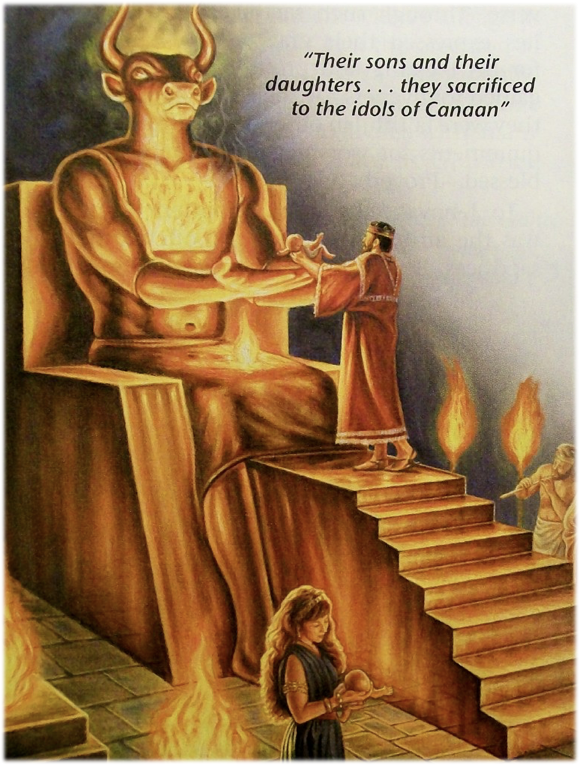 “Their sons and their
daughters . . . they sacrificed
to the idols of Canaan”